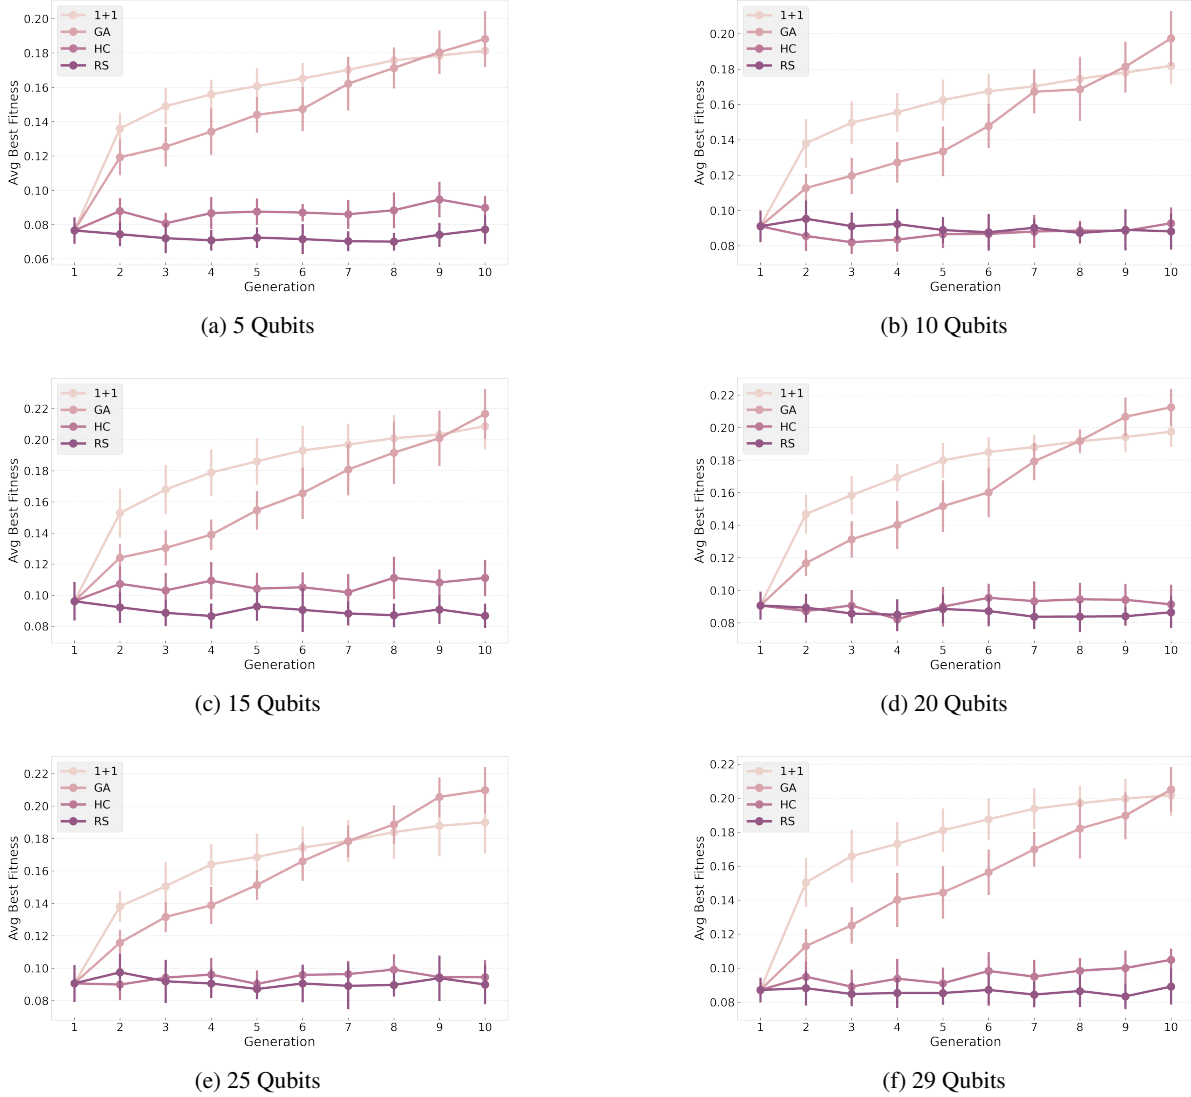 0.20
0.18
0.16
0.14
0.12
0.10
0.08
0.06
Avg Best Fitness
1+1
GA
HC
RS
1 2 3 4 5 6 7 8 9 10
Generation
(a) 5 Qubits
0.20
0.18
0.16
0.14
0.12
0.10
0.08
Avg Best Fitness
1+1
GA
HC
RS
1 2 3 4 5 6 7 8 9 10
Generation
(b) 10 Qubits
0.22
0.20
0.18
0.16
0.14
0.12
0.10
0.08
Avg Best Fitness
1+1
GA
HC
RS
1 2 3 4 5 6 7 8 9 10
Generation
(c) 15 Qubits
0.22
0.20
0.18
0.16
0.14
0.12
0.10
0.08
Avg Best Fitness
1+1
GA
HC
RS
1 2 3 4 5 6 7 8 9 10
Generation
(d) 20 Qubits
0.22
0.20
0.18
0.16
0.14
0.12
0.10
0.08
Avg Best Fitness
1+1
GA
HC
RS
1 2 3 4 5 6 7 8 9 10
Generation
(e) 25 Qubits
0.22
0.20
0.18
0.16
0.14
0.12
0.10
0.08
Avg Best Fitness
1+1
GA
HC
RS
1 2 3 4 5 6 7 8 9 10
Generation
(f) 29 Qubits